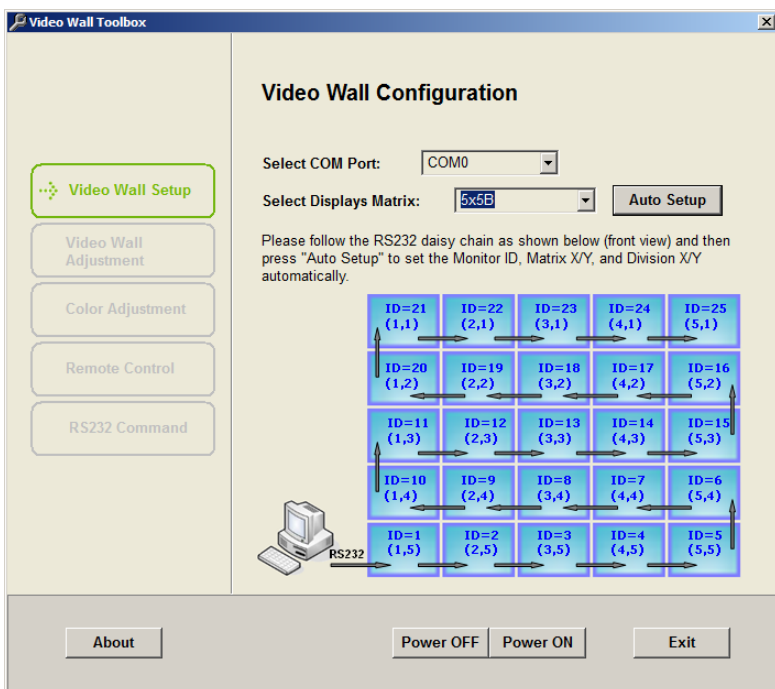 Video Wall Toolbox
Video Wall Configuration
Select COM Port: COM0
Select Displays Matrix: 5x5B Auto Setup
Please follow the RS232 daisy chain as shown below (front view) and then
press "Auto Setup" to set the Monitor ID, Matrix X/Y, and Division X/Y
automatically.
Video Wall Setup
Video Wall
Adjustment
Color Adjustment
Remote Control
RS232 Command
ID=21 ID=22 ID=23 ID=24 ID=25
(1,1) (2,1) (3,1) (4,1) (5,1)
ID=20 ID=19 ID=18 ID=17 ID=16
(1,2) (2,2) (3,2) (4,2) (5,2)
ID=11 ID=12 ID=13 ID=14 ID=15
(1,3) (2,3) (3,3) (4,3) (5,3)
ID=10 ID=9 ID=8 ID=7 ID=6
(1,4) (2,4) (3,4) (4,4) (5,4)
ID=1 ID=2 ID=3 ID=4 ID=5
(1,5) (2,5) (3,5) (4,5) (5,5)
RS232
About Power OFF Power ON Exit